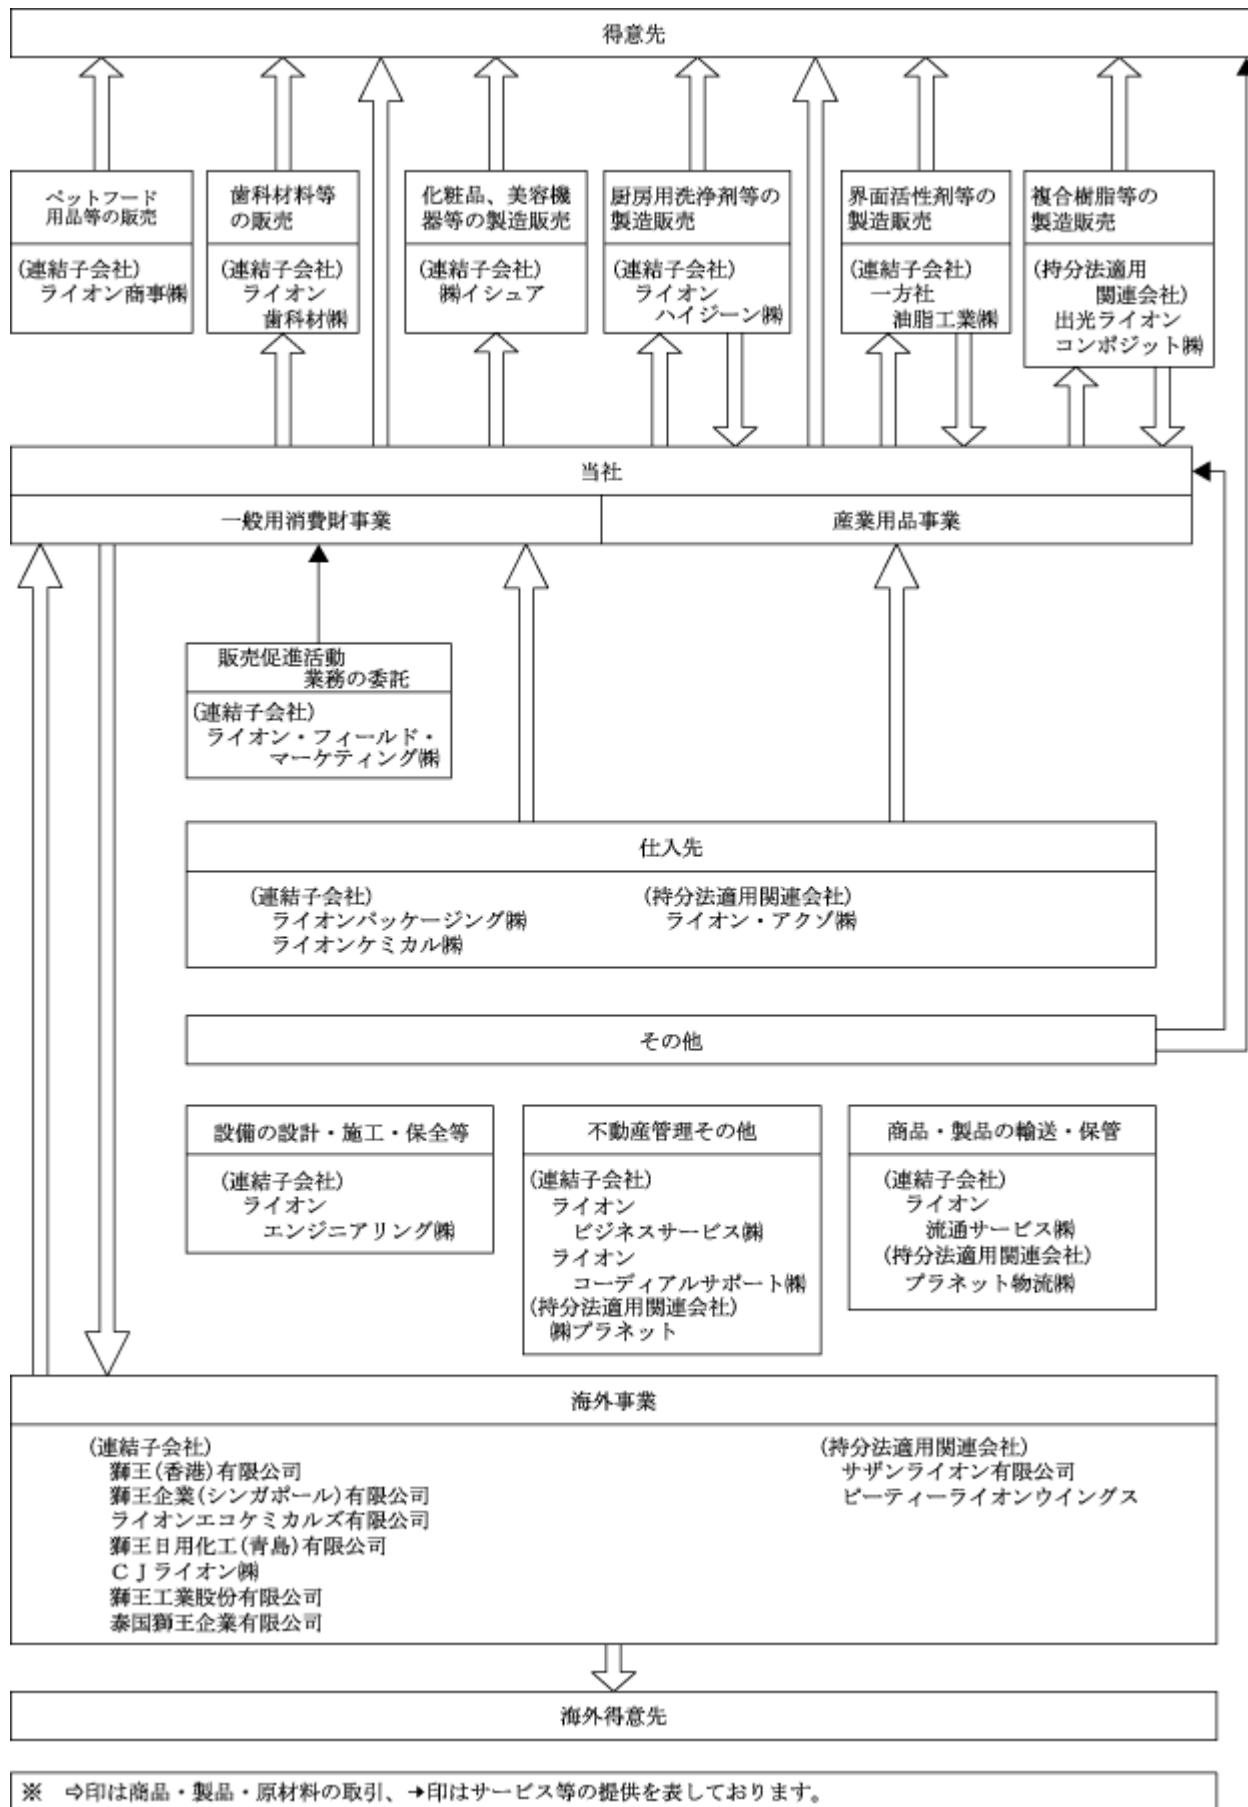 得意先
ペットフード
用品等の販売
(連結子会社)
ライオン商事㈱
歯科材料等
の販売
(連結子会社)
ライオン
歯科材㈱
化粧品、美容機
器等の製造販売
(連結子会社)
㈱イシュア
厨房用洗浄剤等の
製造販売
(連結子会社)
ライオン
ハイジーン㈱
界面活性剤等の
製造販売
(連結子会社)
一方社
油脂工業㈱
複合樹脂等の
製造販売
(持分法適用
関連会社)
出光ライオン
コンポジット㈱
当社
一般用消費財事業
産業用品事業
販売促進活動
業務の委託
(連結子会社)
ライオン・フィールド・
マーケティング㈱
仕入先
(連結子会社)
ライオンパッケージング㈱
ライオンケミカル㈱
(持分法適用関連会社)
ライオン・アクゾ㈱
その他
設備の設計・施工・保全等
(連結子会社)
ライオン
エンジニアリング㈱
不動産管理その他
(連結子会社)
ライオン
ビジネスサービス㈱
ライオン
コーディアルサポート㈱
(持分法適用関連会社)
㈱プラネット
商品・製品の輸送・保管
(連結子会社)
ライオン
流通サービス㈱
(持分法適用関連会社)
プラネット物流㈱
海外事業
(連結子会社)
獅王(香港)有限公司
獅王企業(シンガポール)有限公司
ライオンエコケミカルズ有限公司
獅王日用化工(青島)有限公司
ＣＪライオン㈱
獅王工業股份有限公司
泰国獅王企業有限公司
(持分法適用関連会社)
サザンライオン有限公司
ピーティーライオンウイングス
海外得意先
※　⇨印は商品・製品・原材料の取引、➝印はサービス等の提供を表しております。